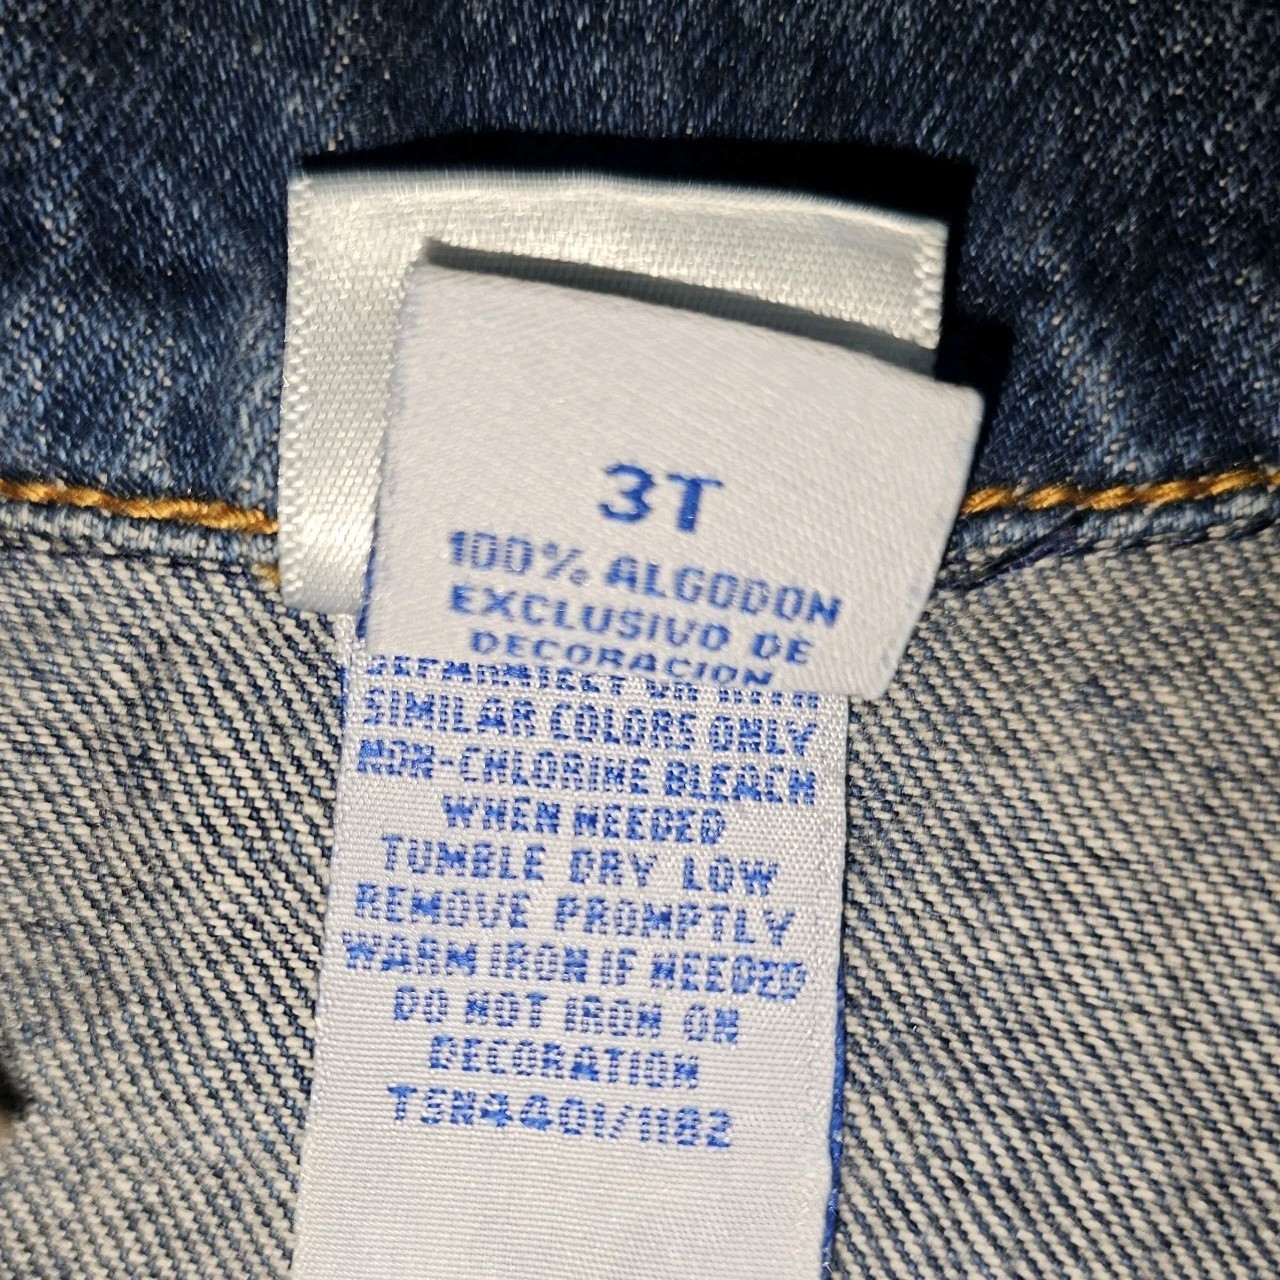 3T
100% ALGODON
EXCLUSIVO DE
DECORACION
SIMILAR COLORS ONLY
NON-CHLORINE BLEACH
WHEN NEEDED
TUMBLE DRY LOW
REMOVE PROMPTLY
WARM IRON IF NEEDED
DO NOT IRON ON
DECORATION
TSN4401/1182